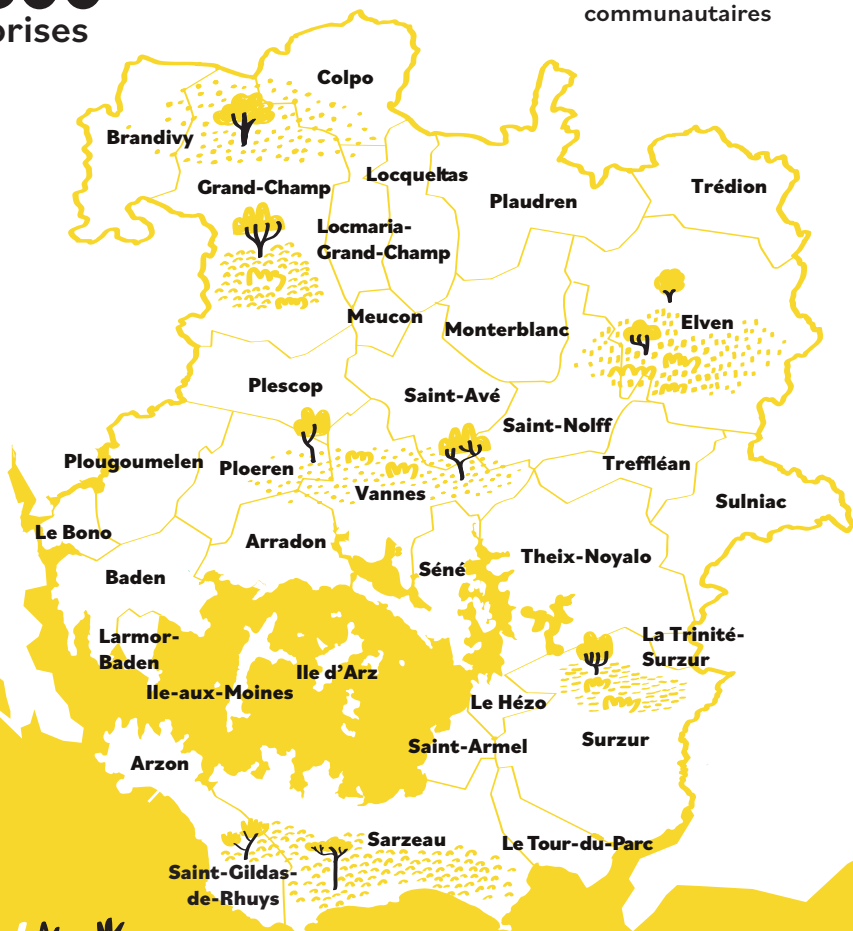 prises
communautaires
Colpo
Brandivy
Locqueltas
Grand-Champ
Plaudren
Trédion
Locmaria-
Grand-Champ
Meucon
Monterblanc
Elven
Plescop
Saint-Avé
Saint-Nolff
Plougoumelen
Ploeren
Treffléan
Vannes
Sulniac
Le Bono
Arradon
Séné
Theix-Noyalo
Baden
Larmor-
Baden
La Trinité-
Surzur
Ile d'Arz
Ile-aux-Moines
Le Hézo
Saint-Armel
Surzur
Arzon
Sarzeau
Le Tour-du-Parc
Saint-Gildas-
de-Rhuys